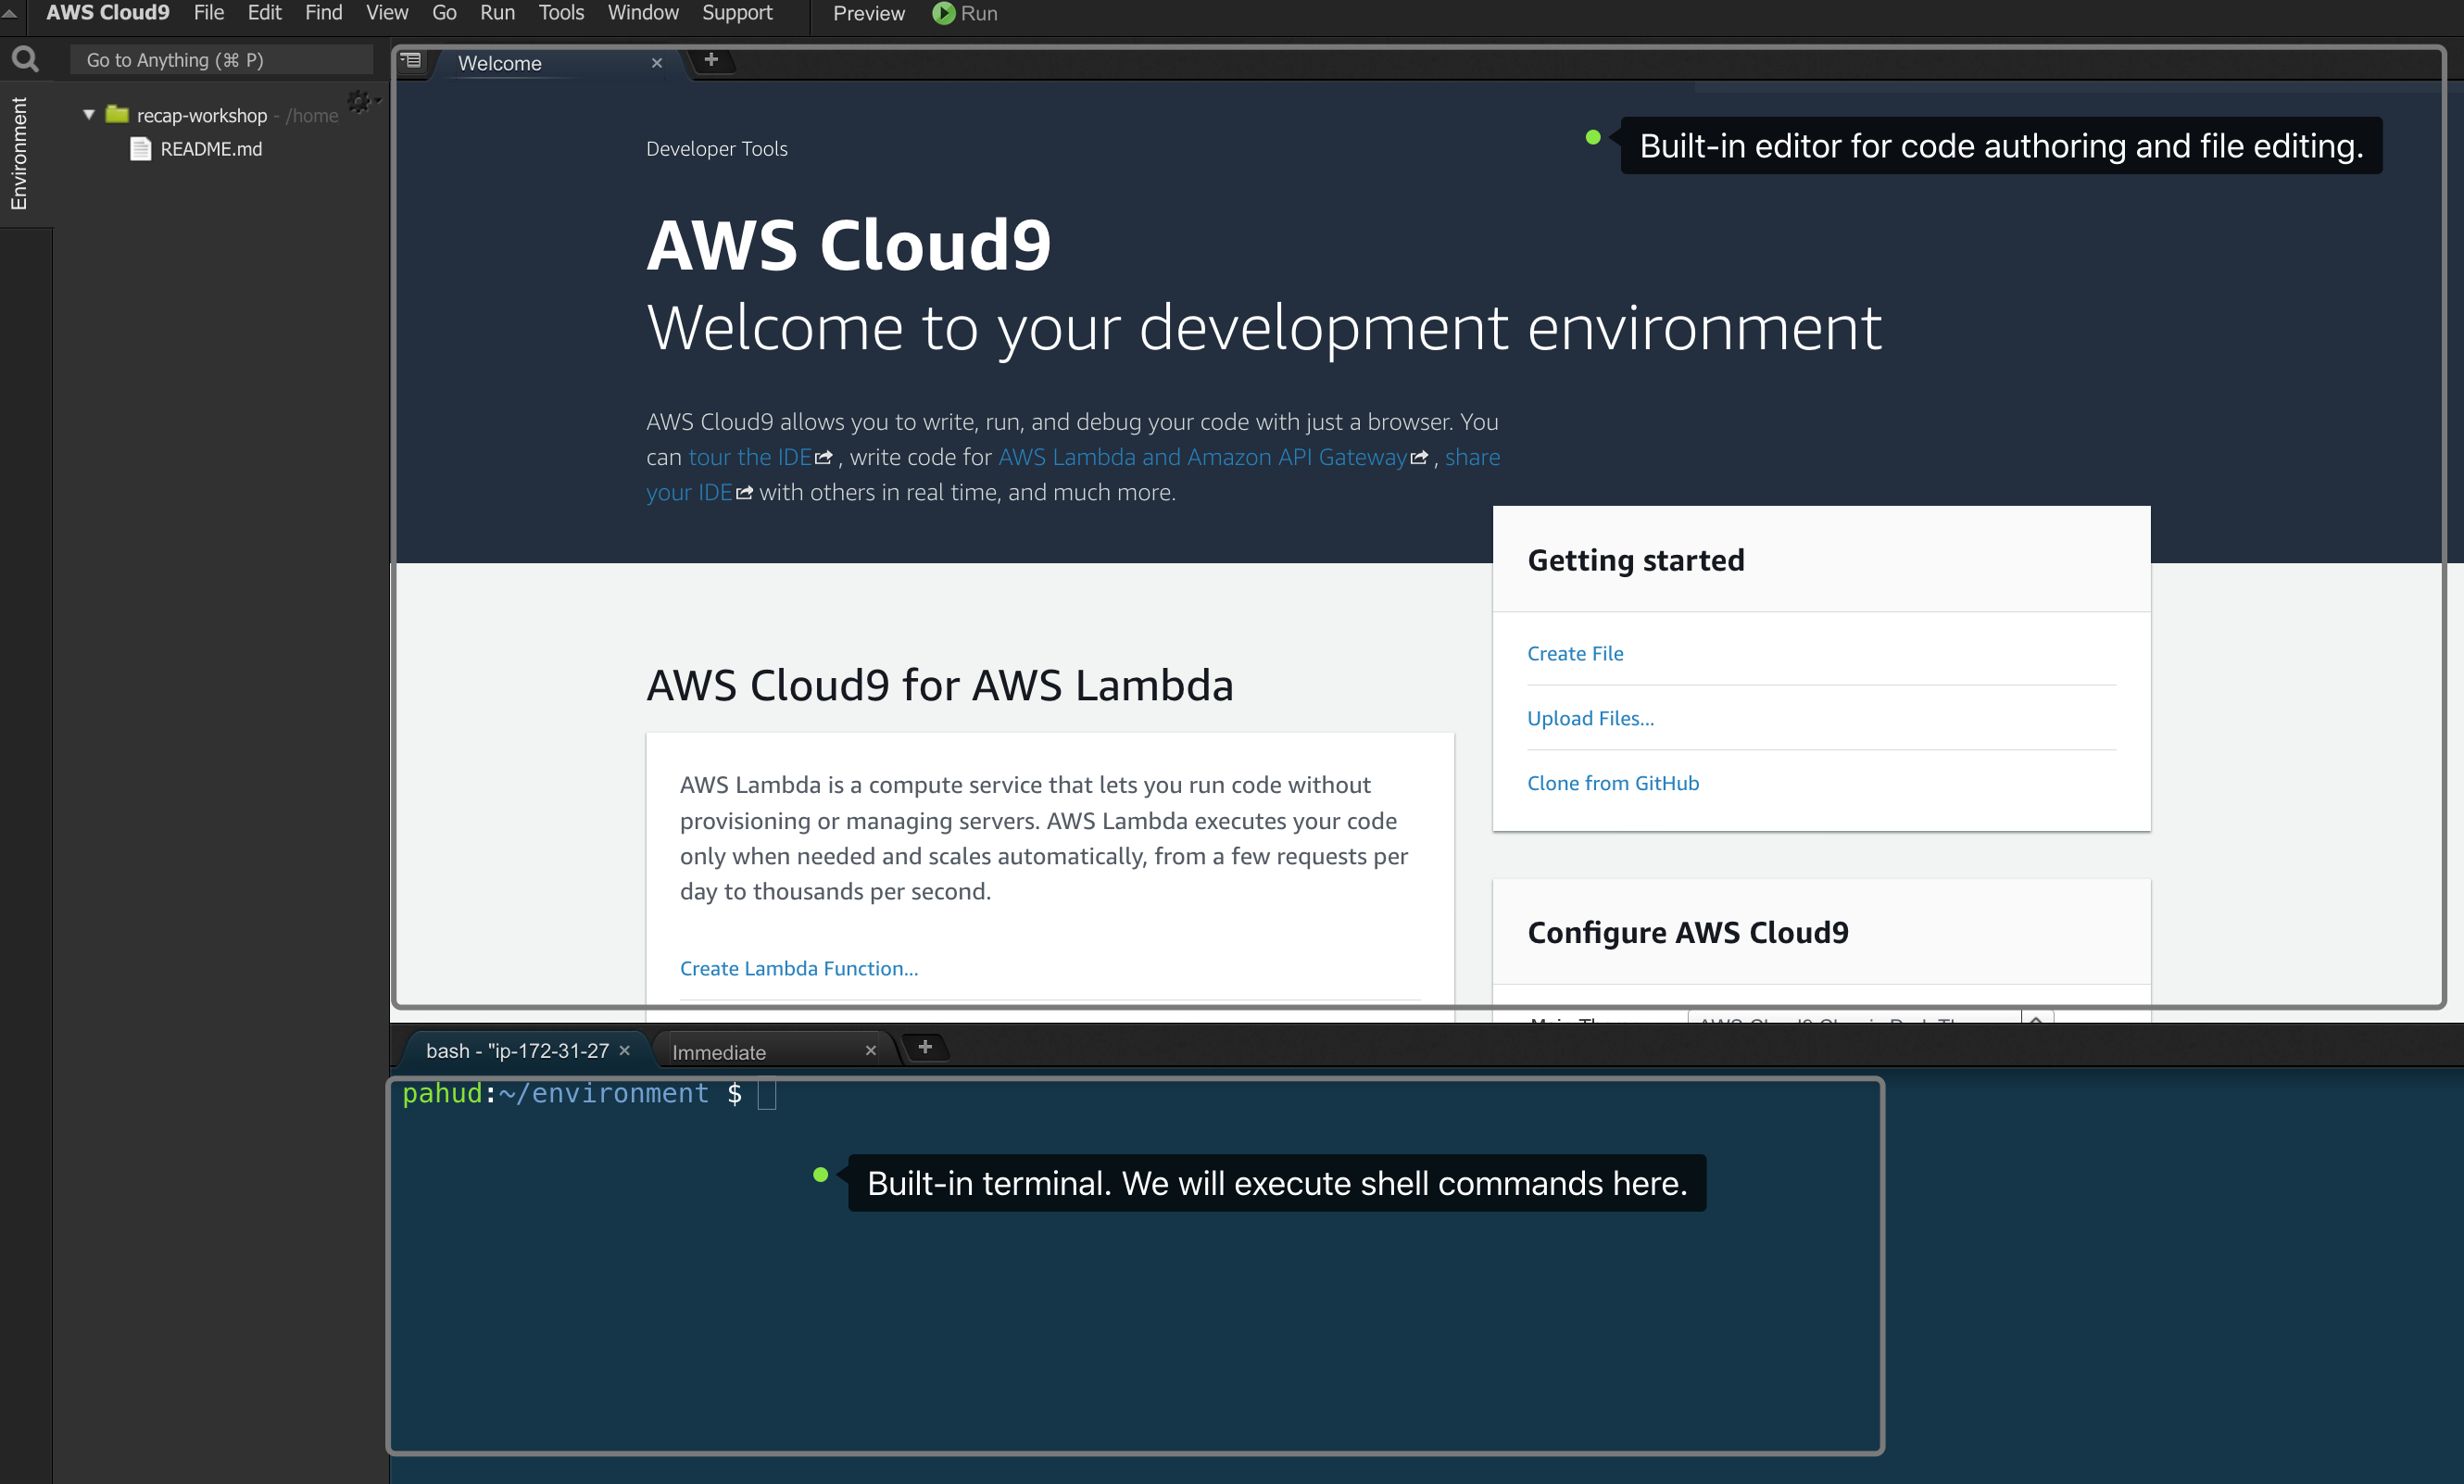 AWS Cloud9 File Edit Find View Go Run Tools Window Support Preview Run
Go to Anything (⌘ P)
Environment
recap-workshop - /home
README.md
Welcome
Built-in editor for code authoring and file editing.
Developer Tools
AWS Cloud9
Welcome to your development environment
AWS Cloud9 allows you to write, run, and debug your code with just a browser. You
can tour the IDE , write code for AWS Lambda and Amazon API Gateway , share
your IDE with others in real time, and much more.
Getting started
Create File
Upload Files...
Clone from GitHub
AWS Cloud9 for AWS Lambda
AWS Lambda is a compute service that lets you run code without
provisioning or managing servers. AWS Lambda executes your code
only when needed and scales automatically, from a few requests per
day to thousands per second.
Create Lambda Function...
Configure AWS Cloud9
bash - "ip-172-31-27
Immediate
pahud:~/environment $
Built-in terminal. We will execute shell commands here.